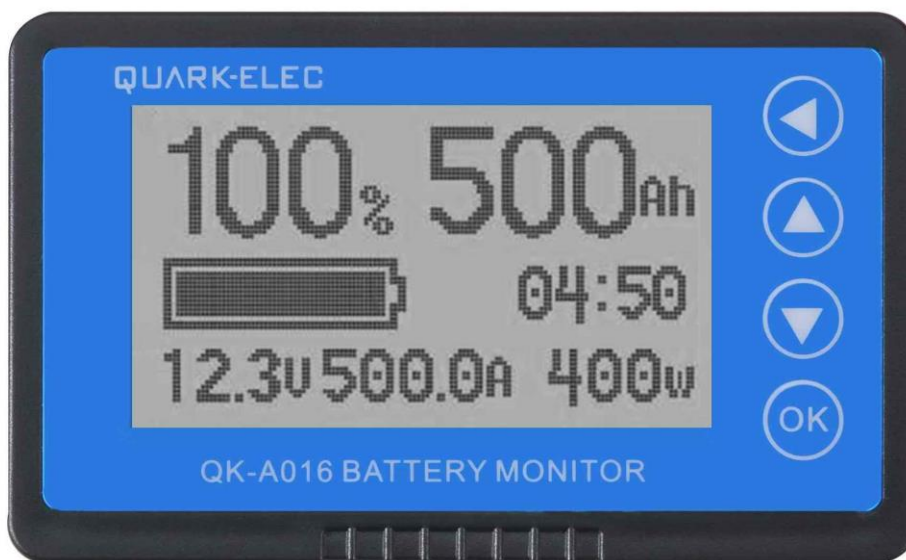 QUARK-ELEC
100% 500Ah
04:50
12.3V 500.0A 400w
OK
QK-A016 BATTERY MONITOR